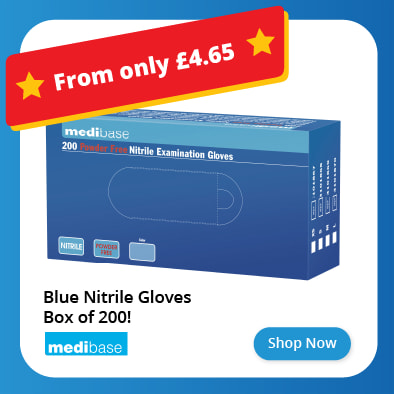 From only £4.65
medibase
200 Powder Free Nitrile Examination Gloves
NITRILE
POWDER
FREE
XS
S
M
L
Blue Nitrile Gloves
Box of 200!
medibase
Shop Now